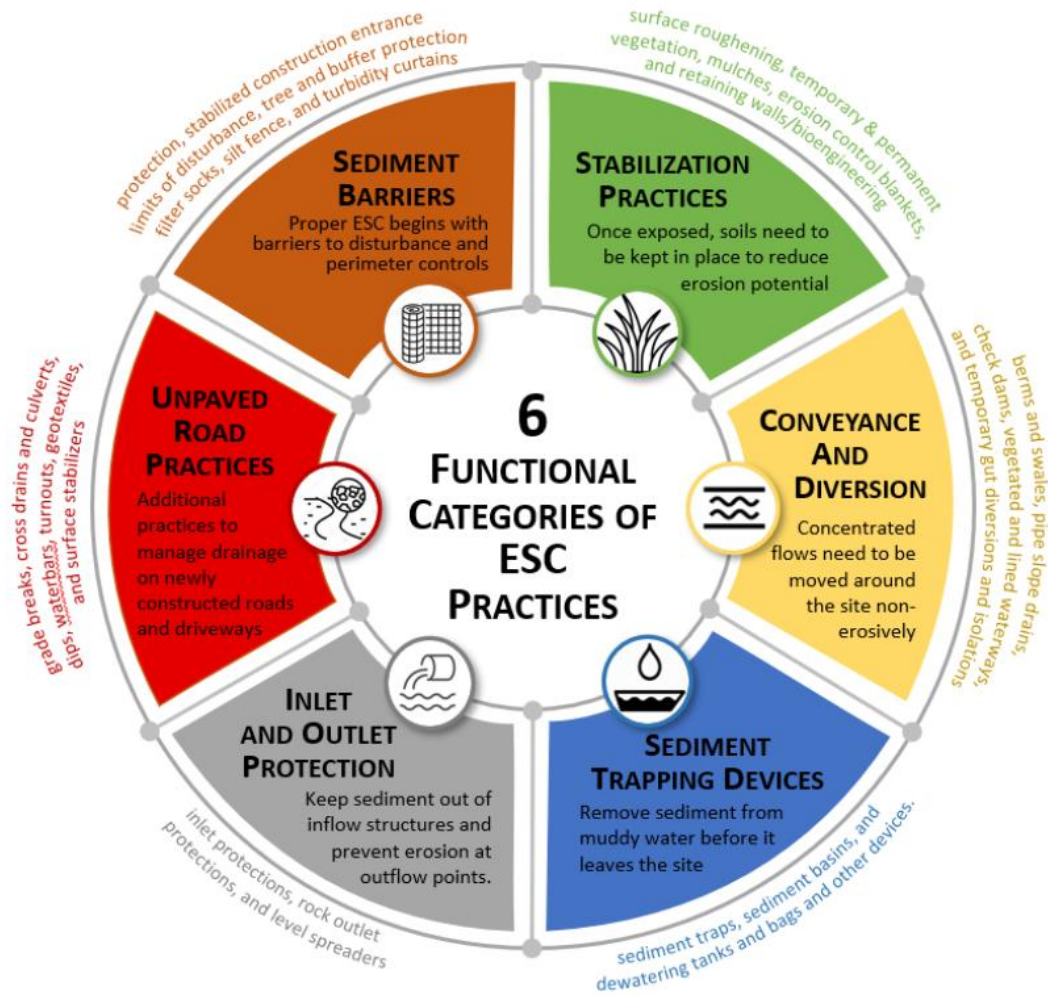 6
FUNCTIONAL
CATEGORIES OF
ESC
PRACTICES
protection, stabilized construction entrance
limits of disturbance, tree and buffer protection
filter socks, silt fence, and turbidity curtains
SEDIMENT
BARRIERS
Proper ESC begins with
barriers to disturbance and
perimeter controls
surface roughening, temporary & permanent
vegetation, mulches, erosion control blankets,
and retaining walls/bioengineering
STABILIZATION
PRACTICES
Once exposed, soils need to
be kept in place to reduce
erosion potential
berms and swales, pipe slope drains,
check dams, vegetated and lined waterways,
and temporary gut diversions and isolations
CONVEYANCE
AND
DIVERSION
Concentrated
flows need to be
moved around
the site non-
erosively
SEDIMENT
TRAPPING DEVICES
Remove sediment from
muddy water before it
leaves the site
sediment traps, sediment basins, and
dewatering tanks and bags and other devices.
INLET
AND OUTLET
PROTECTION
Keep sediment out of
inflow structures and
prevent erosion at
outflow points.
inlet protections, rock outlet
protections, and level spreaders
UNPAVED
ROAD
PRACTICES
Additional
practices to
manage drainage
on newly
constructed roads
and driveways
Grade breaks, cross drains and culverts,
dips, waterbars, turnouts, geotextiles,
and surface stabilizers